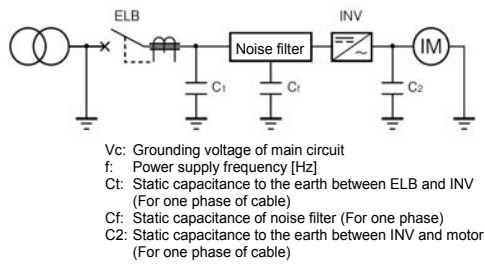 ELB
INV
Noise filter
IM
C1
Cf
C2
Vc: Grounding voltage of main circuit
f: Power supply frequency [Hz]
Ct: Static capacitance to the earth between ELB and INV
(For one phase of cable)
Cf: Static capacitance of noise filter (For one phase)
C2: Static capacitance to the earth between INV and motor
(For one phase of cable)